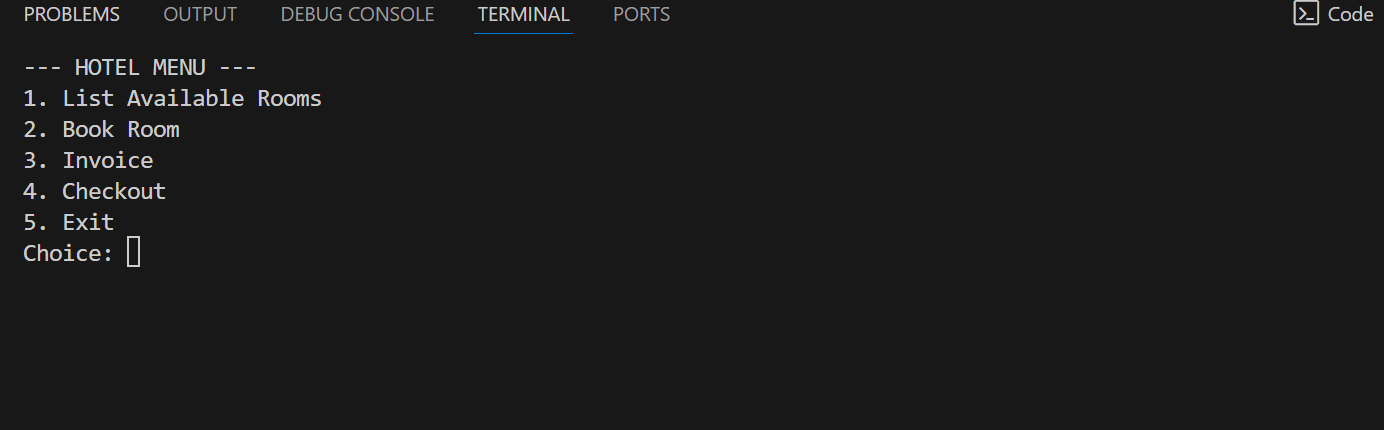 PROBLEMS OUTPUT DEBUG CONSOLE TERMINAL PORTS Code
--- HOTEL MENU ---
1. List Available Rooms
2. Book Room
3. Invoice
4. Checkout
5. Exit
Choice: